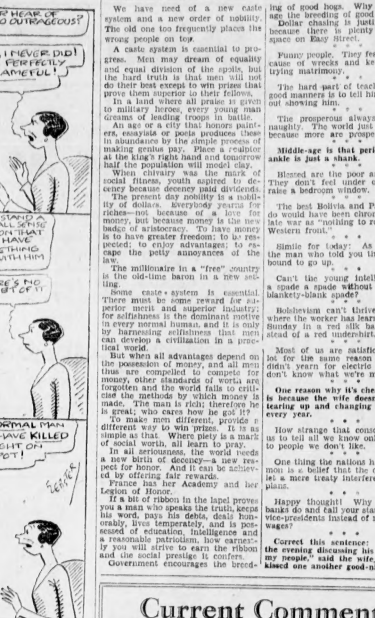 HEAR OF
OUTRAGEOUS?
I NEVER DID!
PERFECTLY
SHAMEFUL!
STAND A
SENSE
THAT
HAVE
WITH HIM
NORMAL MAN
HAVE KILLED
RIGHT ON
We have need of a new caste
system and a new order of nobility.
The old one too frequently places the
wrong people on top.
A caste system is essential to pro-
gress. Men may dream of equality
and equal division of the spoils, but
the hard truth is that men will not
do their best except to win prizes that
prove them superior to their fellows.
In a land where all praise is given
to military heroes, every young man
dreams of leading troops in battle.
An age or a city that honors paint-
ers, essayists or poets produces these
in abundance by the simple process of
making genius pay. Place a sculptor
at the king's right hand and tomorrow
half the population will model clay.
When chivalry was the mark of
social fitness, youth aspired to de-
cency because decency paid dividends.
The present day nobility is a nobil-
ity of dollars. Everybody yearns for
riches—not because of a love for
money, but because money is the new
badge of aristocracy. To have money
is to have greater freedom; to be res-
pected; to enjoy advantages; to es-
cape the petty annoyances of the
law.
The millionaire in a "free" country
is the old-time baron in a new set-
ting.
Some caste system is essential.
There must be some reward for su-
perior merit and superior industry;
for selfishness is the dominant motive
in every normal human, and it is only
by harnessing selfishness that men
can develop a civilization in a prac-
tical world.
But when all advantages depend on
the possession of money, and all men
thus are compelled to compete for
money, other standards of worth are
forgotten and the world fails to criti-
cise the methods by which money is
made. The man is rich; therefore he
is great; who cares how he got it?
To make men different, provide a
different way to win prizes. It is as
simple as that. Where piety is a mark
of social worth, all learn to pray.
In all seriousness, the world needs
a new birth of decency—a new res-
pect for honor. And it can be achiev-
ed by offering fair rewards.
France has her Academy and her
Legion of Honor.
If a bit of ribbon in the lapel proves
you a man who speaks the truth, keeps
his word, pays his debts, deals hon-
orably, lives temperately, and is pos-
sessed of education, intelligence and
a reasonable patriotism, how earnest-
ly you will strive to earn the ribbon
and the social prestige it confers.
Government encourages the breed-
ing of good hogs. Why
age the breeding of good
Dollar chasing is just
because there is plenty
space on Easy Street.
Funny people. They fee
cause of wrecks and ke
trying matrimony.
The hard part of teac
good manners is to tell hi
out showing him.
The prosperous always
naughty. The world just
because more are prospe
Middle-age is that peri
ankle is just a shank.
Blessed are the poor a
They don't feel under o
raise a bedroom window.
The best Bolivia and P
do would have been chron
late war as "nothing to r
Western front."
Simile for today: As
the man who told you th
bound to go up.
Can't the young intell
a spade a spade without
blankety-blank spade?
Bolshevism can't thrive
where the worker has lear
Sunday in a red silk ba
stead of a red undershirt.
Most of us are satisfie
lot for the same reason
didn't yearn for electric
don't know what we're m
One reason why it's che
is because the wife doesn
tearing up and changing
every year.
How strange that cons
us to tell all we know onl
to people we don't like.
One thing the nations h
mon is a belief that the o
let a mere treaty interfere
plans.
Happy thought! Why
banks do and call your sta
vice-presidents instead of r
wages?
Correct this sentence:
the evening discussing his
my people," said the wife,
kissed one another good-n
Current Comment